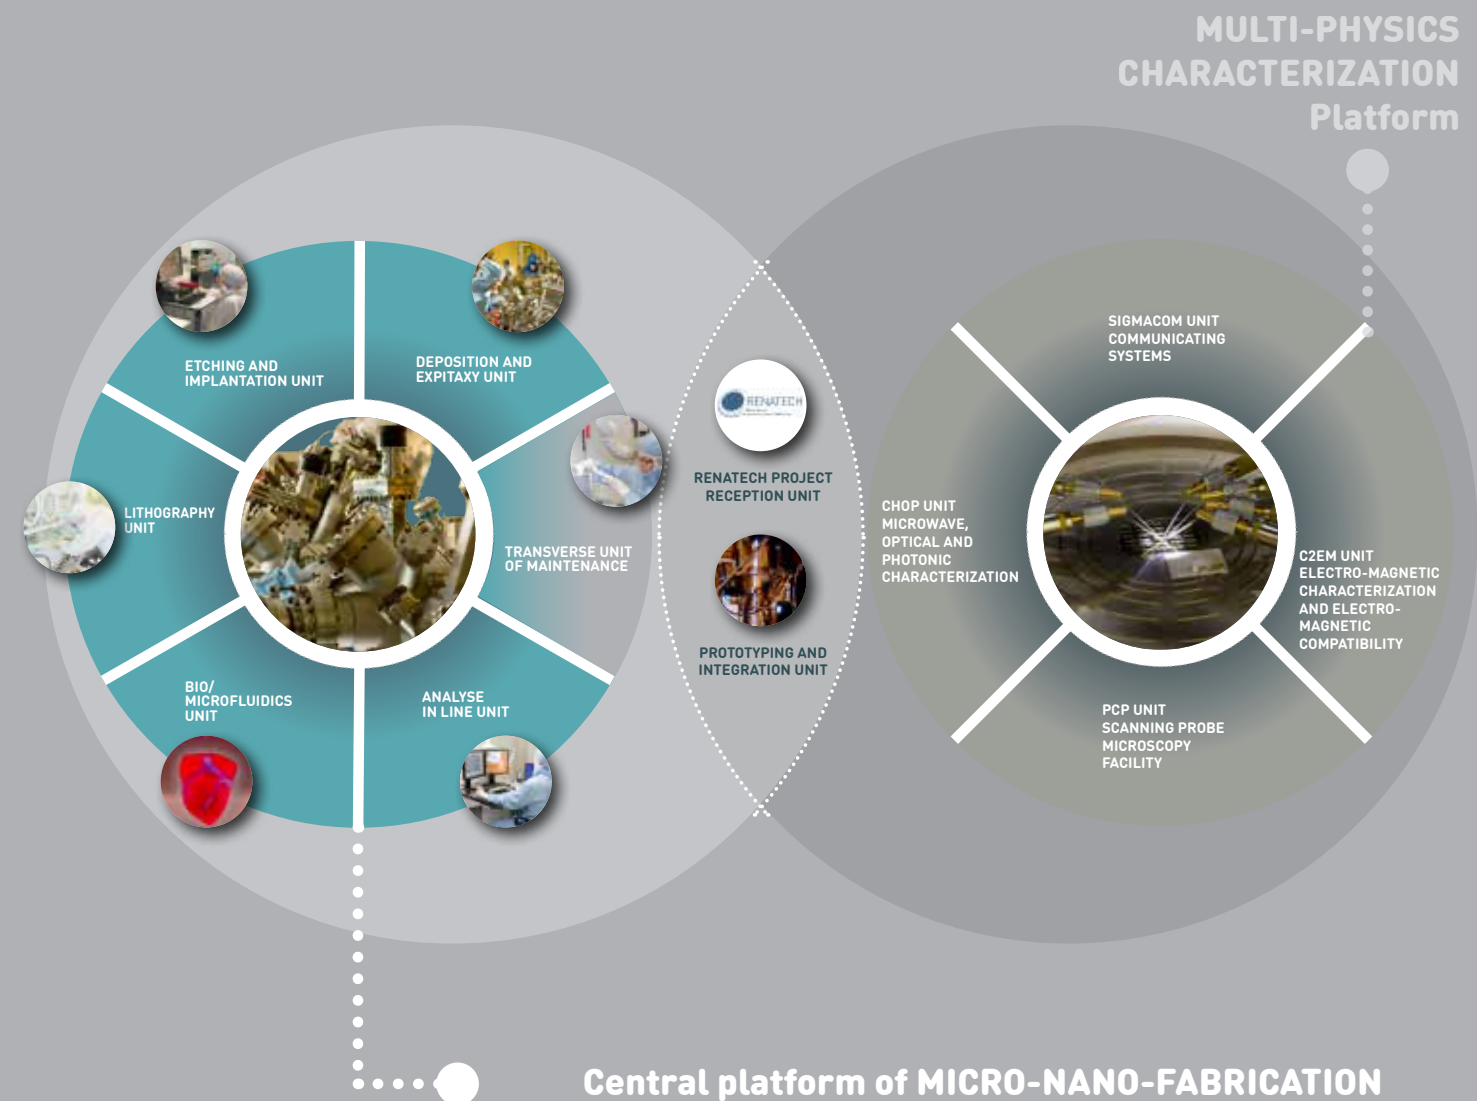 MULTI-PHYSICS
CHARACTERIZATION
Platform
ETCHING AND
IMPLANTATION UNIT
DEPOSITION AND
EXPITAXY UNIT
LITHOGRAPHY
UNIT
TRANSVERSE UNIT
OF MAINTENANCE
BIO/
MICROFLUIDICS
UNIT
ANALYSE
IN LINE UNIT
RENATECH
RENATECH PROJECT
RECEPTION UNIT
PROTOTYPING AND
INTEGRATION UNIT
SIGMACOM UNIT
COMMUNICATING
SYSTEMS
CHOP UNIT
MICROWAVE,
OPTICAL AND
PHOTONIC
CHARACTERIZATION
C2EM UNIT
ELECTRO-MAGNETIC
CHARACTERIZATION
AND ELECTRO-
MAGNETIC
COMPATIBILITY
PCP UNIT
SCANNING PROBE
MICROSCOPY
FACILITY
Central platform of MICRO-NANO-FABRICATION